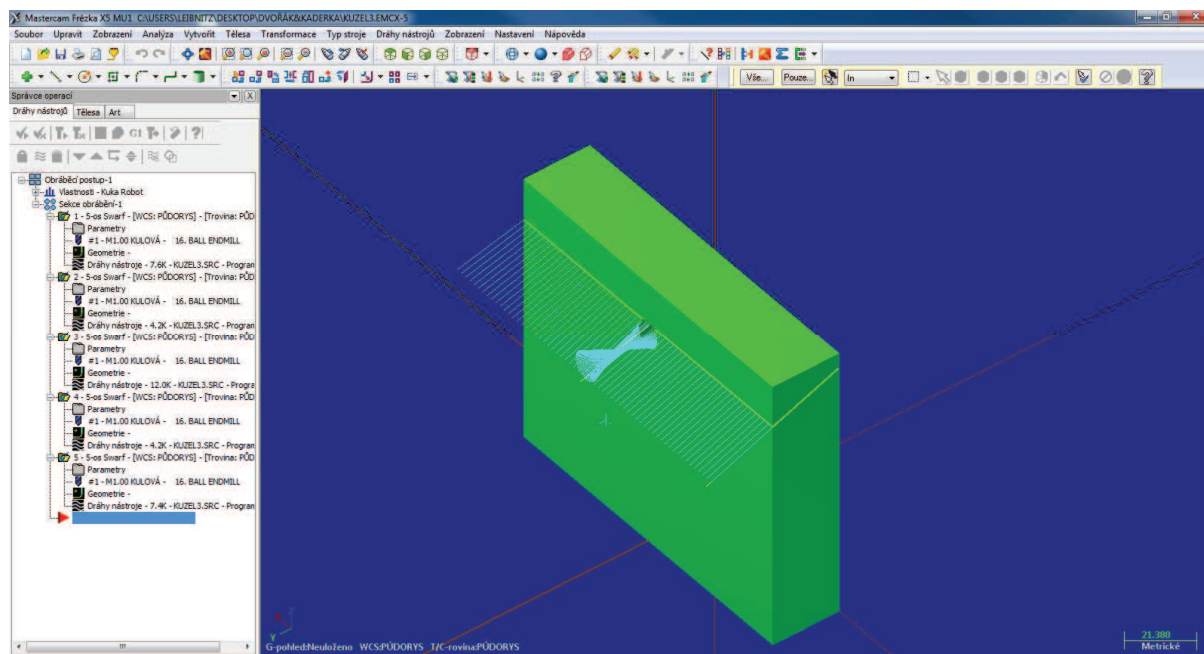 Mastercam Frézka X5 MU1 C:\USERS\LEIBNITZ\DESKTOP\DVOŘÁK&KADERKA\KUZEL3.EMCX-5
Soubor Upravit Zobrazení Analýza Vytvořit Tělesa Transformace Typ stroje Dráhy nástrojů Zobrazení Nastavení Nápověda
Vše... Pouze... In
Správce operací
Dráhy nástrojů Tělesa Art
G1
Obráběcí postup-1
Vlastnosti - Kuka Robot
Sekce obrábění-1
1 - 5-os Swarf - [WCS: PŮDORYS] - [Trovina: PŮD
Parametry
#1 - M1.00 KULOVÁ - 16. BALL ENDMILL
Geometrie -
Dráhy nástroje - 7.6K - KUZEL3.SRC - Program
2 - 5-os Swarf - [WCS: PŮDORYS] - [Trovina: PŮD
Parametry
#1 - M1.00 KULOVÁ - 16. BALL ENDMILL
Geometrie -
Dráhy nástroje - 4.2K - KUZEL3.SRC - Program
3 - 5-os Swarf - [WCS: PŮDORYS] - [Trovina: PŮD
Parametry
#1 - M1.00 KULOVÁ - 16. BALL ENDMILL
Geometrie -
Dráhy nástroje - 12.0K - KUZEL3.SRC - Progra
4 - 5-os Swarf - [WCS: PŮDORYS] - [Trovina: PŮD
Parametry
#1 - M1.00 KULOVÁ - 16. BALL ENDMILL
Geometrie -
Dráhy nástroje - 4.2K - KUZEL3.SRC - Program
5 - 5-os Swarf - [WCS: PŮDORYS] - [Trovina: PŮD
Parametry
#1 - M1.00 KULOVÁ - 16. BALL ENDMILL
Geometrie -
Dráhy nástroje - 7.4K - KUZEL3.SRC - Program
Y
G-pohled:Neuloženo WCS:PŮDORYS T/C-rovina:PŮDORYS
21.380
Metrické